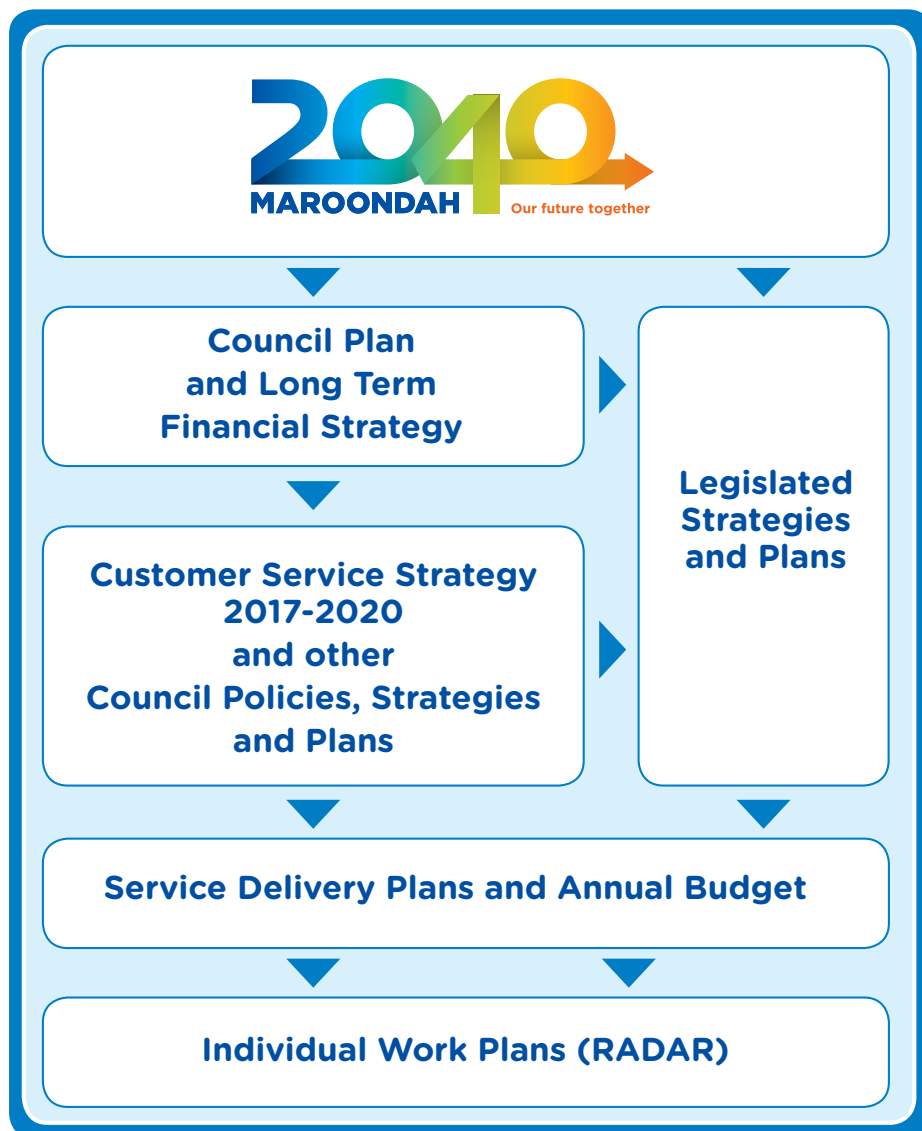 2040
MAROONDAH
Our future together
Council Plan
and Long Term
Financial Strategy
Legislated
Strategies
and Plans
Customer Service Strategy
2017-2020
and other
Council Policies, Strategies
and Plans
Service Delivery Plans and Annual Budget
Individual Work Plans (RADAR)